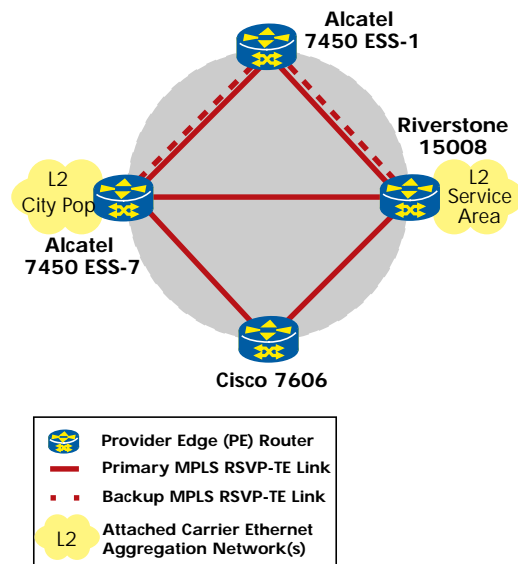 Alcatel
7450 ESS-1
Riverstone
15008
L2
City Pop
L2
Service
Area
Alcatel
7450 ESS-7
Cisco 7606
Provider Edge (PE) Router
Primary MPLS RSVP-TE Link
Backup MPLS RSVP-TE Link
L2
Attached Carrier Ethernet
Aggregation Network(s)